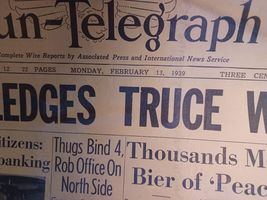 un-Telegraph
Complete Wire Reports by Associated Press and International News Service
12 22 PAGES MONDAY, FEBRUARY 13, 1939 THREE CEN
LEDGES TRUCE W
itizens:
banking
Thugs Bind 4,
Rob Office On
North Side
Thousands M
Bier of 'Peac